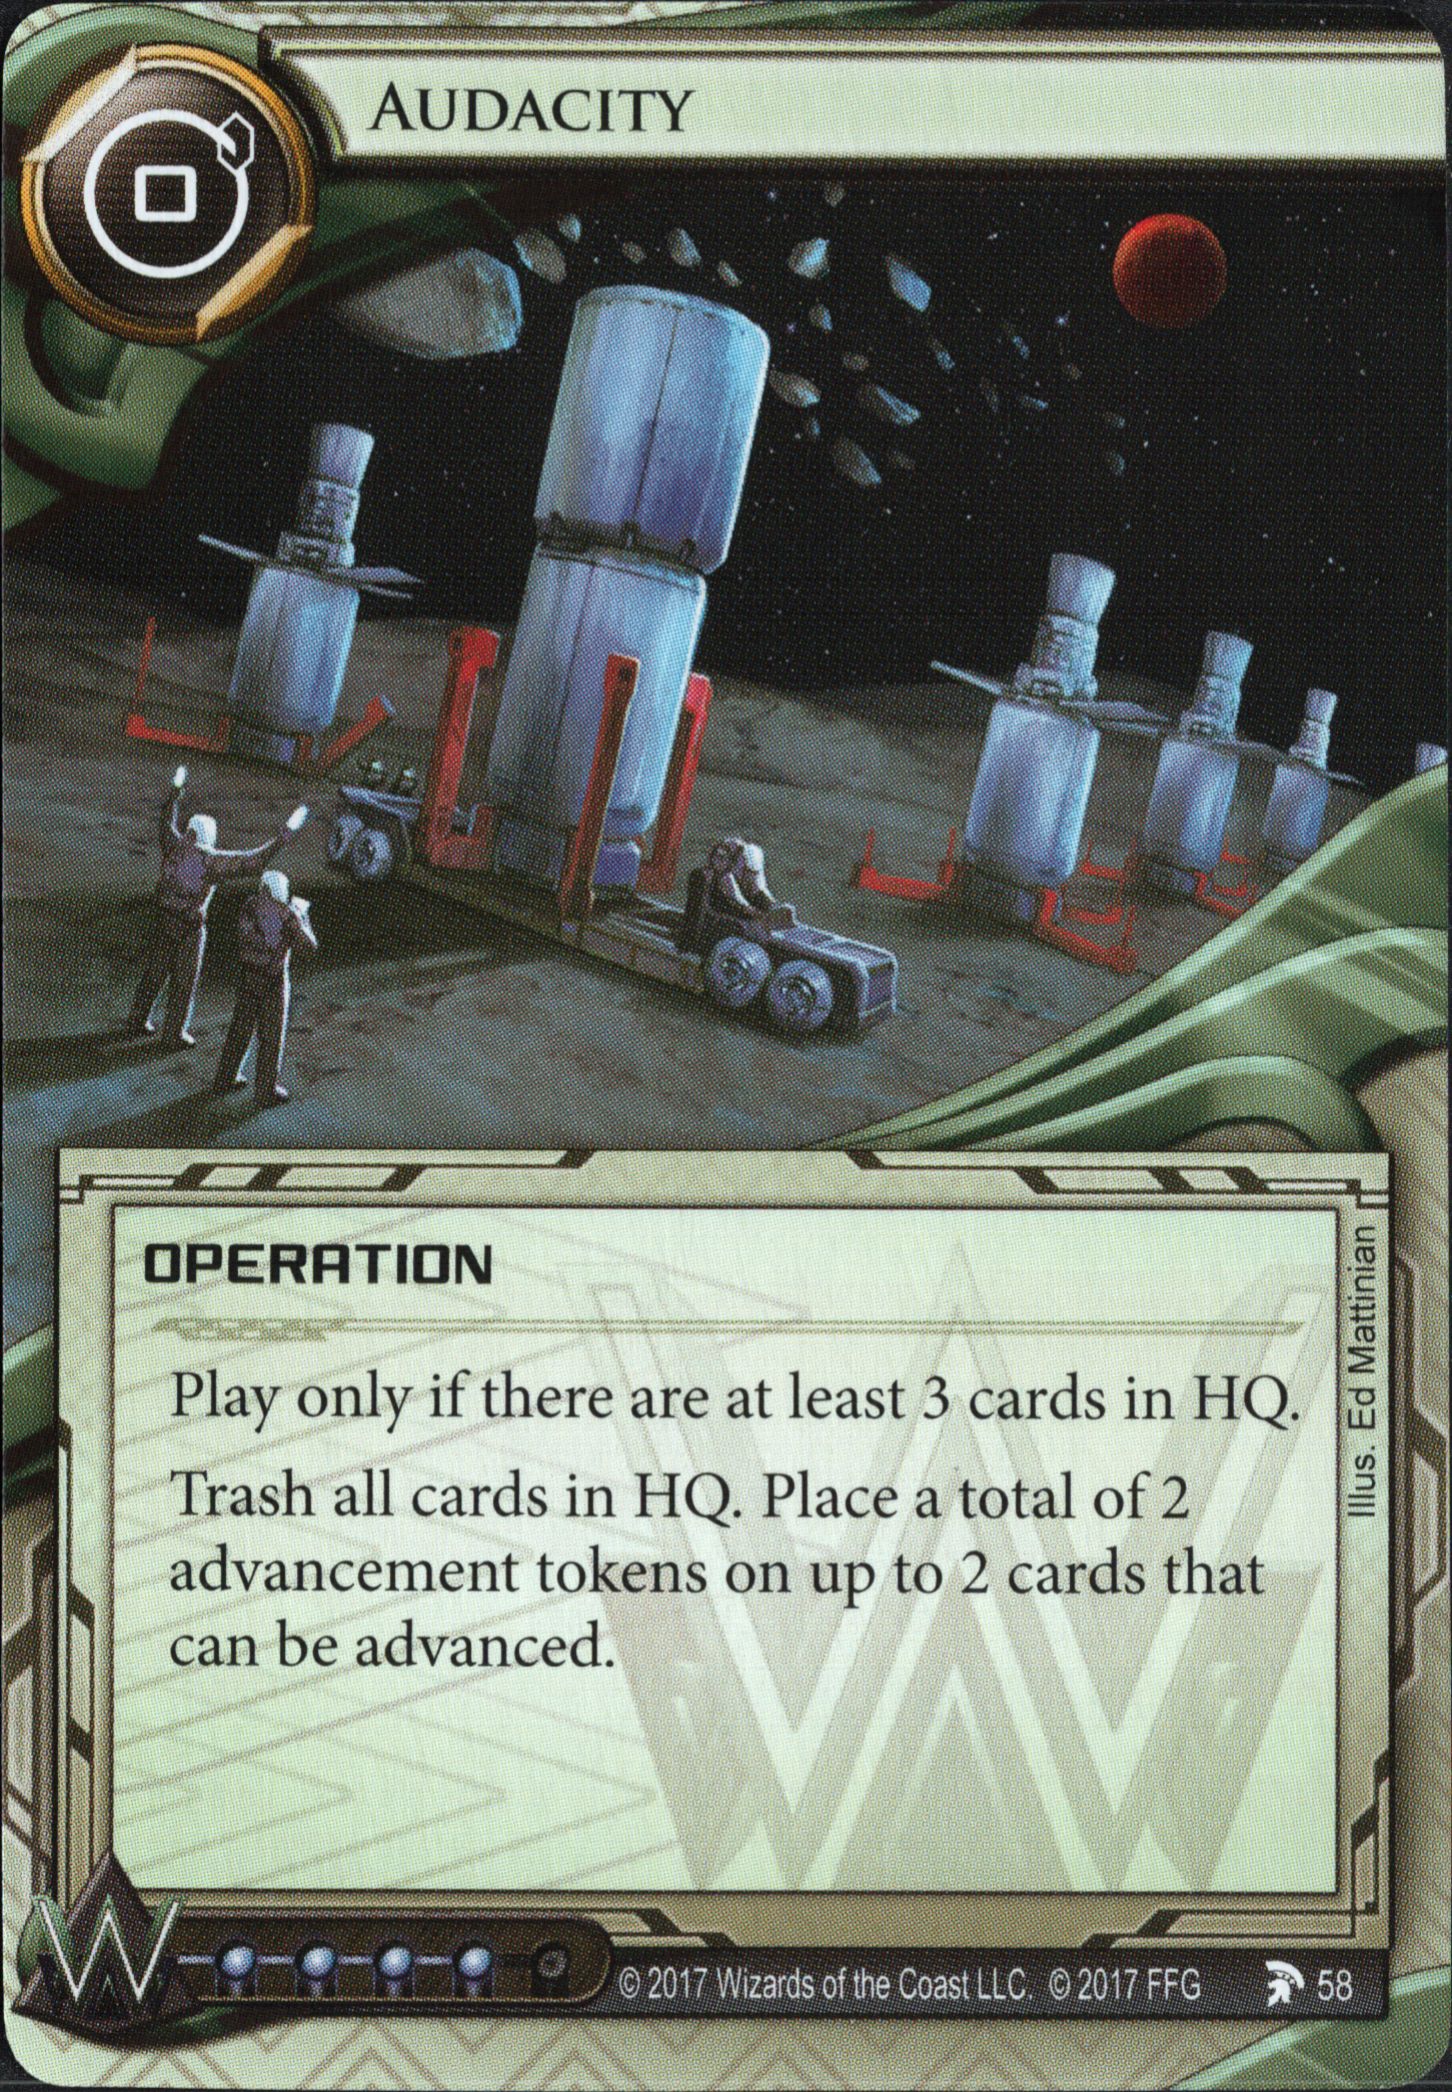 0
AUDACITY
OPERATION
Play only if there are at least 3 cards in HQ.
Trash all cards in HQ. Place a total of 2
advancement tokens on up to 2 cards that
can be advanced.
Illus. Ed Mattinian
W
© 2017 Wizards of the Coast LLC. © 2017 FFG
58